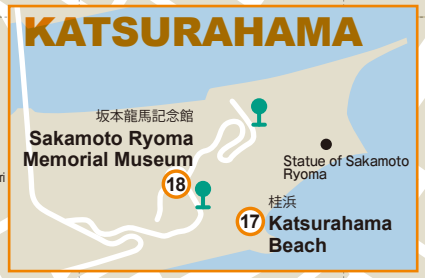 KATSURAHAMA
坂本龍馬記念館
Sakamoto Ryoma
Memorial Museum
18
Statue of Sakamoto
Ryoma
桂浜
17 Katsurahama
Beach
ri